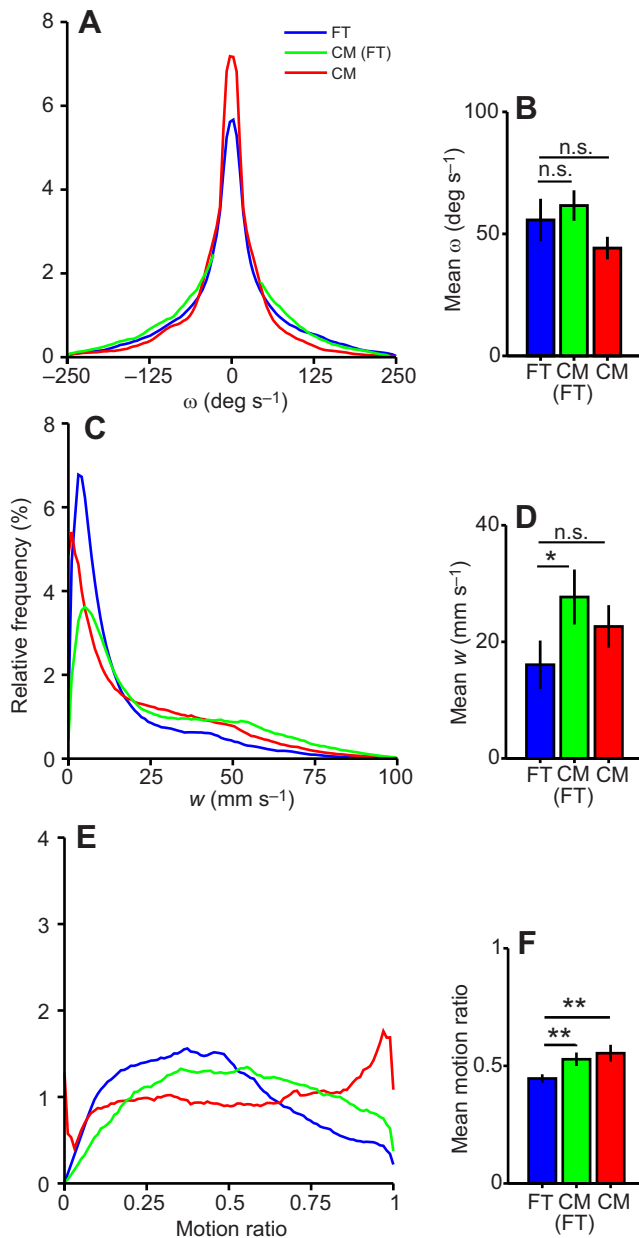 A
FT
CM (FT)
CM
8
6
4
2
0
–250
–125
0
125
250
ω (deg s–1)
B
100
50
0
Mean ω (deg s–1)
n.s.
n.s.
FT
CM
CM
(FT)
C
8
6
4
2
0
Relative frequency (%)
0
25
50
75
100
w (mm s–1)
D
40
20
0
Mean w (mm s–1)
n.s.
*
FT
CM
CM
(FT)
E
4
3
2
1
0
0
0.25
0.5
0.75
1
Motion ratio
F
1
0.5
0
Mean motion ratio
**
**
FT
CM
CM
(FT)